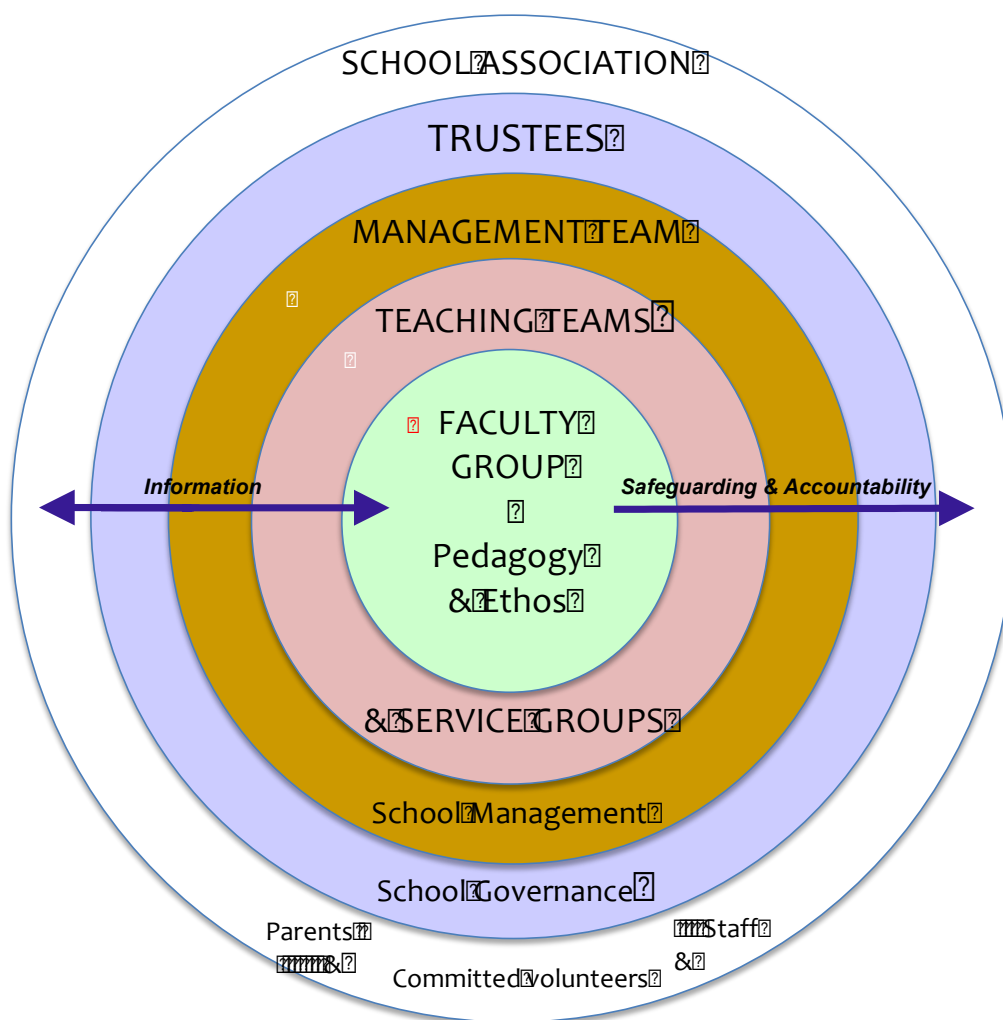 SCHOOL ASSOCIATION
TRUSTEES
MANAGEMENT TEAM
TEACHING TEAMS
FACULTY
GROUP
Information
Safeguarding & Accountability
Pedagogy
& Ethos
& SERVICE GROUPS
School Management
School Governance
Parents
&
Staff
&
Committed volunteers